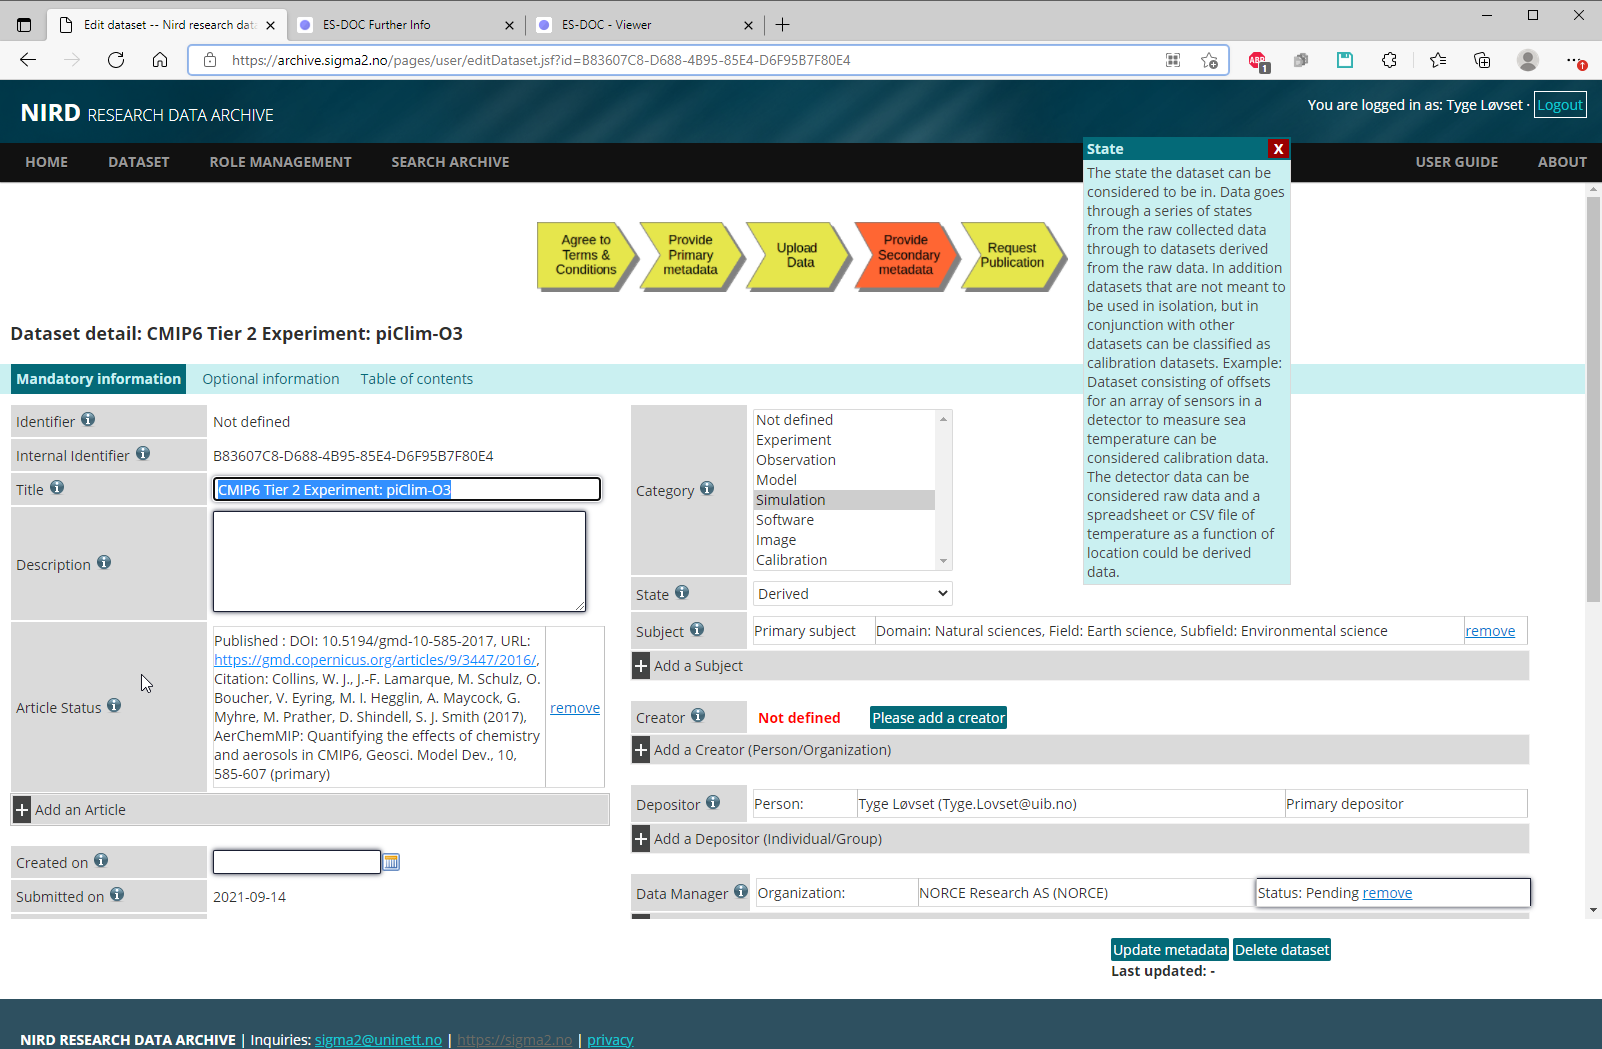 Edit dataset -- Nird research data
ES-DOC Further Info
ES-DOC - Viewer
https://archive.sigma2.no/pages/user/editDataset.jsf?id=B83607C8-D688-4B95-85E4-D6F95B7F80E4
ABP
1
NIRD RESEARCH DATA ARCHIVE
You are logged in as: Tyge Løvset · Logout
HOME
DATASET
ROLE MANAGEMENT
SEARCH ARCHIVE
USER GUIDE
ABOUT
State
X
The state the dataset can be
considered to be in. Data goes
through a series of states
from the raw collected data
through to datasets derived
from the raw data. In addition
datasets that are not meant to
be used in isolation, but in
conjunction with other
datasets can be classified as
calibration datasets. Example:
Dataset consisting of offsets
for an array of sensors in a
detector to measure sea
temperature can be
considered calibration data.
The detector data can be
considered raw data and a
spreadsheet or CSV file of
temperature as a function of
location could be derived
data.
Agree to
Terms &
Conditions
Provide
Primary
metadata
Upload
Data
Provide
Secondary
metadata
Request
Publication
Dataset detail: CMIP6 Tier 2 Experiment: piClim-O3
Mandatory information
Optional information
Table of contents
Identifier
Not defined
Internal Identifier
B83607C8-D688-4B95-85E4-D6F95B7F80E4
Title
CMIP6 Tier 2 Experiment: piClim-O3
Description
Article Status
Published : DOI: 10.5194/gmd-10-585-2017, URL:
https://gmd.copernicus.org/articles/9/3447/2016/,
Citation: Collins, W. J., J.-F. Lamarque, M. Schulz, O.
Boucher, V. Eyring, M. I. Hegglin, A. Maycock, G.
Myhre, M. Prather, D. Shindell, S. J. Smith (2017),
AerChemMIP: Quantifying the effects of chemistry
and aerosols in CMIP6, Geosci. Model Dev., 10,
585-607 (primary)
remove
Add an Article
Created on
Submitted on
2021-09-14
Category
Not defined
Experiment
Observation
Model
Simulation
Software
Image
Calibration
State
Derived
Subject
Primary subject
Domain: Natural sciences, Field: Earth science, Subfield: Environmental science
remove
Add a Subject
Creator
Not defined
Please add a creator
Add a Creator (Person/Organization)
Depositor
Person:
Tyge Løvset (Tyge.Lovset@uib.no)
Primary depositor
Add a Depositor (Individual/Group)
Data Manager
Organization:
NORCE Research AS (NORCE)
Status: Pending remove
Update metadata
Delete dataset
Last updated: -
NIRD RESEARCH DATA ARCHIVE | Inquiries: sigma2@uninett.no | https://sigma2.no | privacy